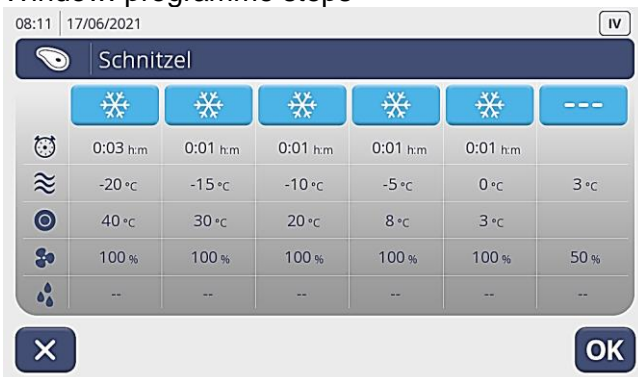 Window: programme steps
08:11 17/06/2021 IV
Schnitzel
---
0:03 h:m 0:01 h:m 0:01 h:m 0:01 h:m 0:01 h:m
-20 °C -15 °C -10 °C -5 °C 0 °C 3 °C
40 °C 30 °C 20 °C 8 °C 3 °C
100 % 100 % 100 % 100 % 100 % 50 %
-- -- -- -- -- --
OK